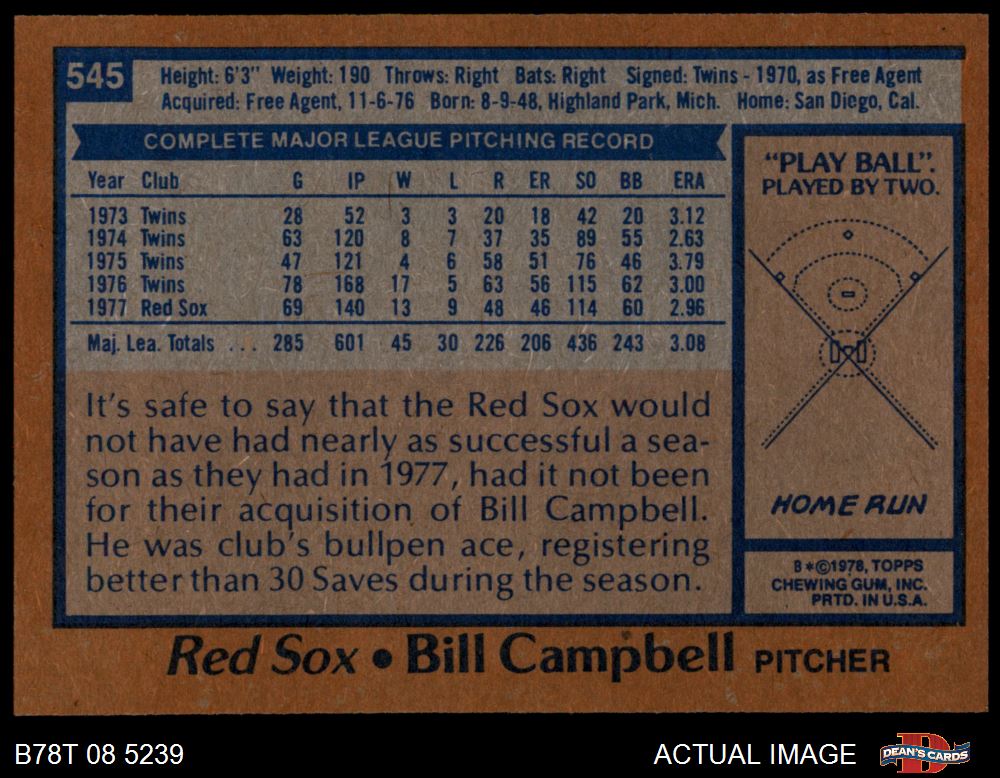 545
Height: 6'3" Weight: 190 Throws: Right Bats: Right Signed: Twins - 1970, as Free Agent
Acquired: Free Agent, 11-6-76 Born: 8-9-48, Highland Park, Mich. Home: San Diego, Cal.
COMPLETE MAJOR LEAGUE PITCHING RECORD
Year Club G IP W L R ER SO BB ERA
1973 Twins 28 52 3 3 20 18 42 20 3.12
1974 Twins 63 120 8 7 37 35 89 55 2.63
1975 Twins 47 121 4 6 58 51 76 46 3.79
1976 Twins 78 168 17 5 63 56 115 62 3.00
1977 Red Sox 69 140 13 9 48 46 114 60 2.96
Maj. Lea. Totals ... 285 601 45 30 226 206 436 243 3.08
It's safe to say that the Red Sox would
not have had nearly as successful a sea-
son as they had in 1977, had it not been
for their acquisition of Bill Campbell.
He was club's bullpen ace, registering
better than 30 Saves during the season.
"PLAY BALL".
PLAYED BY TWO.
HOME RUN
B*©1978, TOPPS
CHEWING GUM, INC.
PRTD. IN U.S.A.
Red Sox • Bill Campbell PITCHER
B78T 08 5239
ACTUAL IMAGE
DEAN'S CARDS